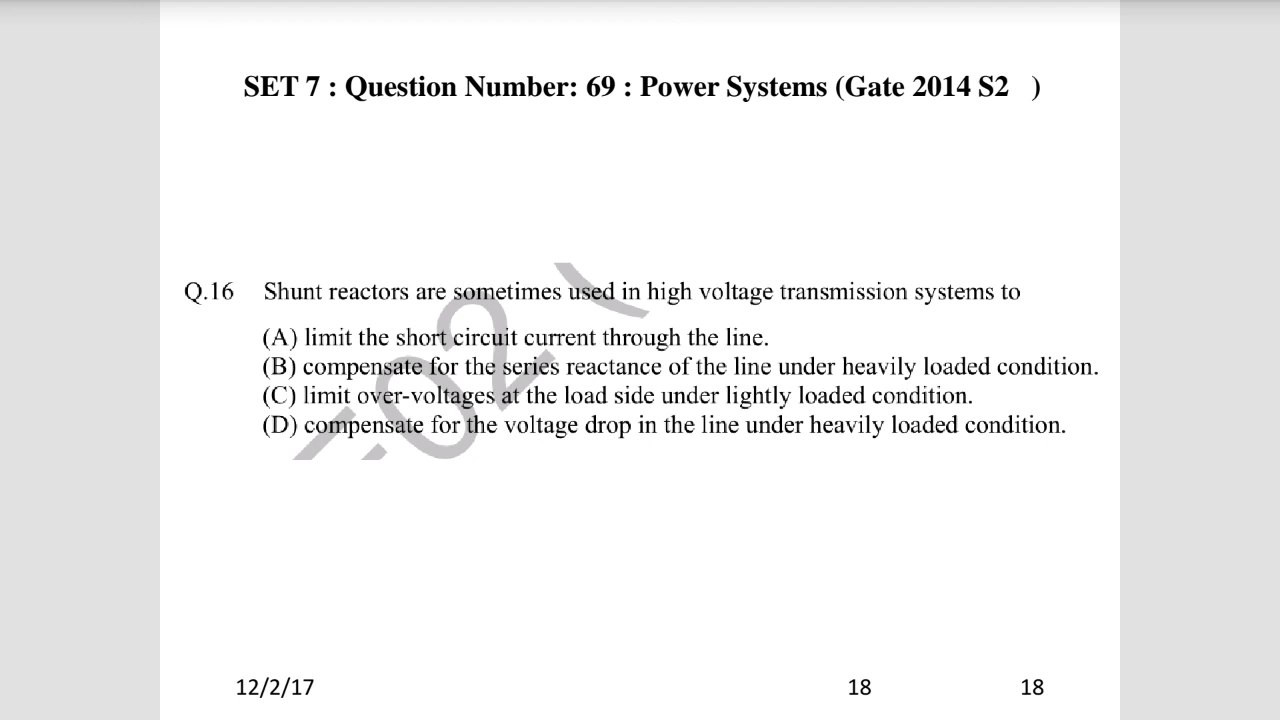 SET 7 : Question Number: 69 : Power Systems (Gate 2014 S2 )
Q.16 Shunt reactors are sometimes used in high voltage transmission systems to
(A) limit the short circuit current through the line.
(B) compensate for the series reactance of the line under heavily loaded condition.
(C) limit over-voltages at the load side under lightly loaded condition.
(D) compensate for the voltage drop in the line under heavily loaded condition.
12/2/17 18 18